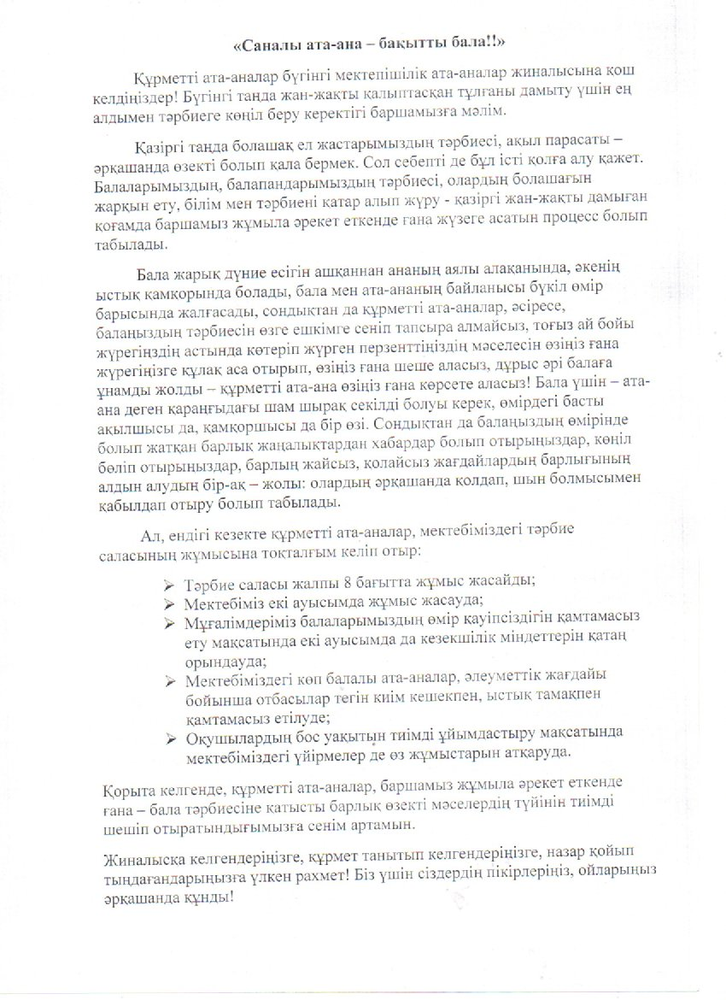 «Саналы ата-ана – бақытты бала!!»
Құрметті ата-аналар бүгінгі мектепішілік ата-аналар жиналысына қош
келдіңіздер! Бүгінгі таңда жан-жақты қалыптасқан тұлғаны дамыту үшін ең
алдымен тәрбиеге көңіл беру керектігі баршамызға мәлім.
Қазіргі таңда болашақ ел жастарымыздың тәрбиесі, ақыл парасаты –
әрқашанда өзекті болып қала бермек. Сол себепті де бұл істі қолға алу қажет.
Балаларымыздың, балапандарымыздың тәрбиесі, олардың болашағын
жарқын ету, білім мен тәрбиені қатар алып жүру - қазіргі жан-жақты дамыған
қоғамда баршамыз жұмыла әрекет еткенде ғана жүзеге асатын процесс болып
табылады.
Бала жарық дүние есігін ашқаннан ананың аялы алақанында, әкенің
ыстық қамқорында болады, бала мен ата-ананың байланысы бүкіл өмір
барысында жалғасады, сондықтан да құрметті ата-аналар, әсіресе,
балаңыздың тәрбиесін өзге ешкімге сеніп тапсыра алмайсыз, тоғыз ай бойы
жүрегіңздің астында көтеріп жүрген перзенттіңіздің мәселесін өзіңіз ғана
жүрегіңізге құлақ аса отырып, өзіңіз ғана шеше аласыз, дұрыс әрі балаға
ұнамды жолды – құрметті ата-ана өзіңіз ғана көрсете аласыз! Бала үшін – ата-
ана деген қараңғыдағы шам шырақ секілді болуы керек, өмірдегі басты
ақылшысы да, қамқоршысы да бір өзі. Сондықтан да балаңыздың өмірінде
болып жатқан барлық жаңалықтардан хабардар болып отырыңыздар, көңіл
бөліп отырыңыздар, барлың жайсыз, қолайсыз жағдайлардың барлығының
алдын алудың бір-ақ – жолы: олардың әрқашанда қолдап, шын болмысымен
қабылдап отыру болып табылады.
Ал, ендігі кезекте құрметті ата-аналар, мектебіміздегі тәрбие
саласының жұмысына тоқталғым келіп отыр:
➢ Тәрбие саласы жалпы 8 бағытта жұмыс жасайды;
➢ Мектебіміз екі ауысымда жұмыс жасауда;
➢ Мұғалімдеріміз балаларымыздың өмір қауіпсіздігін қамтамасыз
ету мақсатында екі ауысымда да кезекшілік міндеттерін қатаң
орындауда;
➢ Мектебіміздегі көп балалы ата-аналар, әлеуметтік жағдайы
бойынша отбасылар тегін киім кешекпен, ыстық тамақпен
қамтамасыз етілуде;
➢ Оқушылардың бос уақытын тиімді ұйымдастыру мақсатында
мектебіміздегі үйірмелер де өз жұмыстарын атқаруда.
Қорыта келгенде, құрметті ата-аналар, баршамыз жұмыла әрекет еткенде
ғана – бала тәрбиесіне қатысты барлық өзекті мәселердің түйінін тиімді
шешіп отыратындығымызға сенім артамын.
Жиналысқа келгендеріңізге, құрмет танытып келгендеріңізге, назар қойып
тыңдағандарыңызға үлкен рахмет! Біз үшін сіздердің пікірлеріңіз, ойларыңыз
әрқашанда құнды!